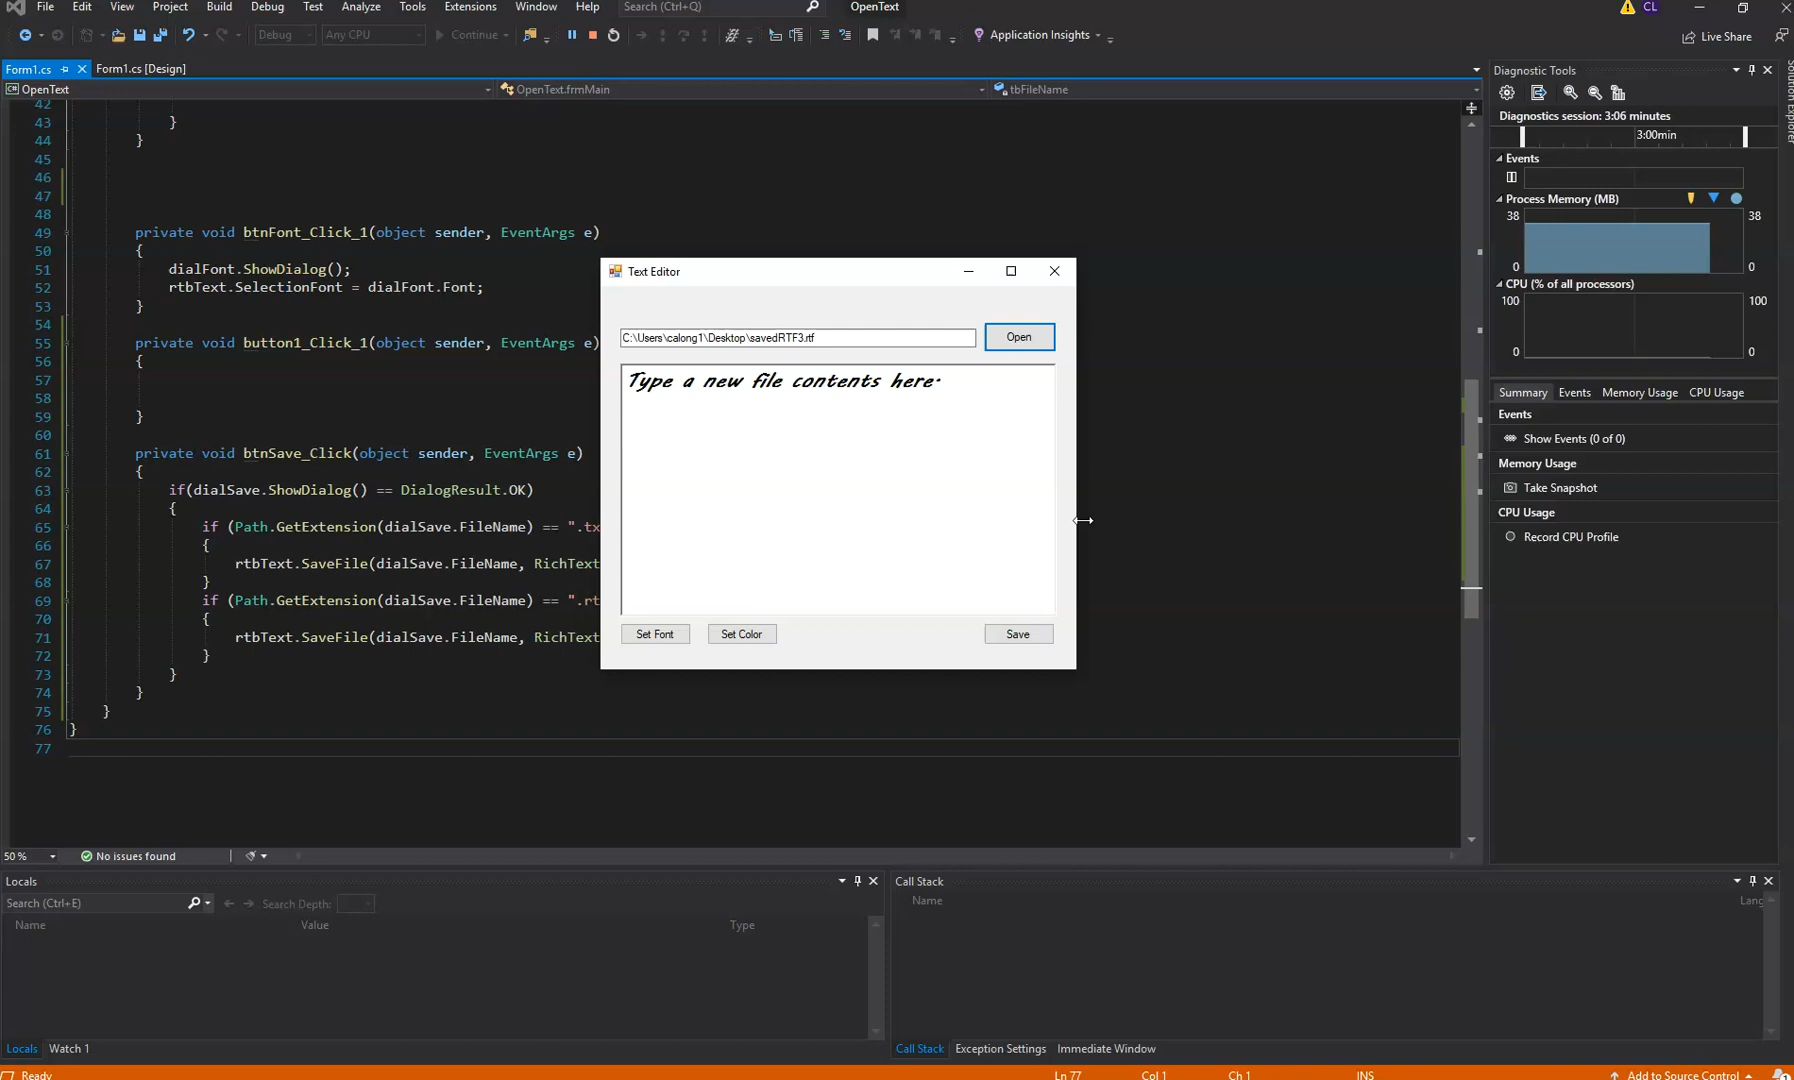 File Edit View Project Build Debug Test Analyze Tools Extensions Window Help Search (Ctrl+Q) OpenText CL
Debug Any CPU Continue Application Insights Live Share
Form1.cs Form1.cs [Design]
C# OpenText OpenText.frmMain tbFileName
42
43 }
44 }
45
46
47
48
49 private void btnFont_Click_1(object sender, EventArgs e)
50 {
51 dialFont.ShowDialog();
52 rtbText.SelectionFont = dialFont.Font;
53 }
54
55 private void button1_Click_1(object sender, EventArgs e)
56 {
57
58
59 }
60
61 private void btnSave_Click(object sender, EventArgs e)
62 {
63 if(dialSave.ShowDialog() == DialogResult.OK)
64 {
65 if (Path.GetExtension(dialSave.FileName) == ".tx
66 {
67 rtbText.SaveFile(dialSave.FileName, RichText
68 }
69 if (Path.GetExtension(dialSave.FileName) == ".rt
70 {
71 rtbText.SaveFile(dialSave.FileName, RichText
72 }
73 }
74 }
75 }
76 }
77
Text Editor
C:\Users\calong1\Desktop\savedRTF3.rtf Open
Type a new file contents here:
Set Font Set Color Save
Diagnostic Tools
Diagnostics session: 3:06 minutes
3:00min
Events
Process Memory (MB)
38 38
0 0
CPU (% of all processors)
100 100
0 0
Summary Events Memory Usage CPU Usage
Events
Show Events (0 of 0)
Memory Usage
Take Snapshot
CPU Usage
Record CPU Profile
Solution Explorer
50 % No issues found
Locals
Search (Ctrl+E) Search Depth:
Name Value Type
Locals Watch 1
Call Stack
Name Lang
Call Stack Exception Settings Immediate Window
Ready Ln 77 Col 1 Ch 1 INS Add to Source Control